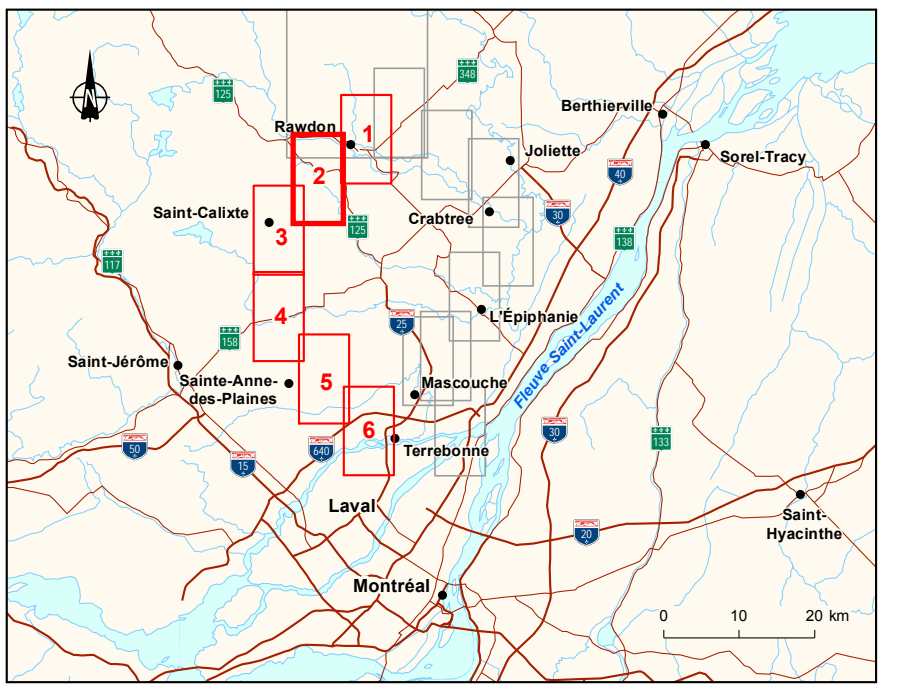 348
125
N
Berthierville
Rawdon
1
Joliette
Sorel-Tracy
2
40
Saint-Calixte
Crabtree
30
3
125
138
117
L'Épiphanie
4
25
158
Fleuve Saint-Laurent
Saint-Jérôme
Sainte-Anne-
des-Plaines
5
Mascouche
6
30
133
50
640
Terrebonne
15
Laval
Saint-
Hyacinthe
20
Montréal
0 10 20 km